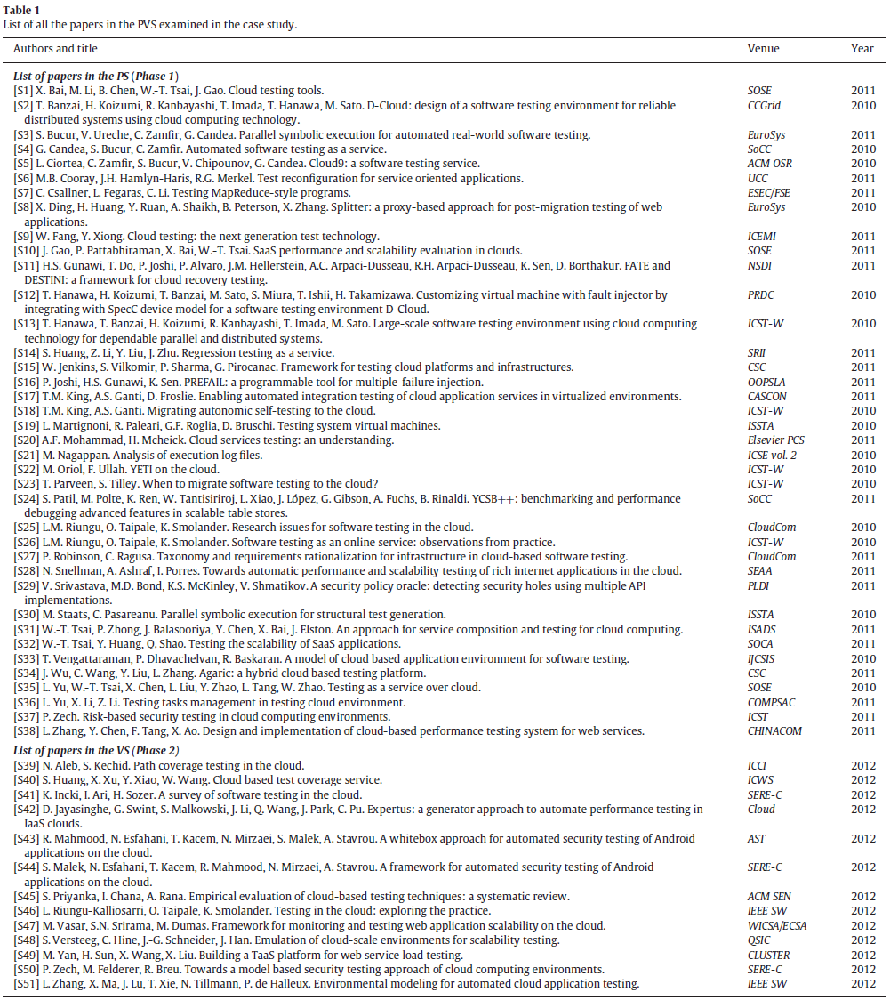 Table 1
List of all the papers in the PVS examined in the case study.
Authors and title Venue Year
List of papers in the PS (Phase 1)
[S1] X. Bai, M. Li, B. Chen, W.-T. Tsai, J. Gao. Cloud testing tools. SOSE 2011
[S2] T. Banzai, H. Koizumi, R. Kanbayashi, T. Imada, T. Hanawa, M. Sato. D-Cloud: design of a software testing environment for reliable CCGrid 2010
distributed systems using cloud computing technology.
[S3] S. Bucur, V. Ureche, C. Zamfir, G. Candea. Parallel symbolic execution for automated real-world software testing. EuroSys 2011
[S4] G. Candea, S. Bucur, C. Zamfir. Automated software testing as a service. SoCC 2010
[S5] L. Ciortea, C. Zamfir, S. Bucur, V. Chipounov, G. Candea. Cloud9: a software testing service. ACM OSR 2010
[S6] M.B. Cooray, J.H. Hamlyn-Haris, R.G. Merkel. Test reconfiguration for service oriented applications. UCC 2011
[S7] C. Csallner, L. Fegaras, C. Li. Testing MapReduce-style programs. ESEC/FSE 2011
[S8] X. Ding, H. Huang, Y. Ruan, A. Shaikh, B. Peterson, X. Zhang. Splitter: a proxy-based approach for post-migration testing of web EuroSys 2010
applications.
[S9] W. Fang, Y. Xiong. Cloud testing: the next generation test technology. ICEMI 2011
[S10] J. Gao, P. Pattabhiraman, X. Bai, W.-T. Tsai. SaaS performance and scalability evaluation in clouds. SOSE 2011
[S11] H.S. Gunawi, T. Do, P. Joshi, P. Alvaro, J.M. Hellerstein, A.C. Arpaci-Dusseau, R.H. Arpaci-Dusseau, K. Sen, D. Borthakur. FATE and NSDI 2011
DESTINI: a framework for cloud recovery testing.
[S12] T. Hanawa, H. Koizumi, T. Banzai, M. Sato, S. Miura, T. Ishii, H. Takamizawa. Customizing virtual machine with fault injector by PRDC 2010
integrating with SpecC device model for a software testing environment D-Cloud.
[S13] T. Hanawa, T. Banzai, H. Koizumi, R. Kanbayashi, T. Imada, M. Sato. Large-scale software testing environment using cloud computing ICST-W 2010
technology for dependable parallel and distributed systems.
[S14] S. Huang, Z. Li, Y. Liu, J. Zhu. Regression testing as a service. SRII 2011
[S15] W. Jenkins, S. Vilkomir, P. Sharma, G. Pirocanac. Framework for testing cloud platforms and infrastructures. CSC 2011
[S16] P. Joshi, H.S. Gunawi, K. Sen. PREFAIL: a programmable tool for multiple-failure injection. OOPSLA 2011
[S17] T.M. King, A.S. Ganti, D. Froslie. Enabling automated integration testing of cloud application services in virtualized environments. CASCON 2011
[S18] T.M. King, A.S. Ganti. Migrating autonomic self-testing to the cloud. ICST-W 2010
[S19] L. Martignoni, R. Paleari, G.F. Roglia, D. Bruschi. Testing system virtual machines. ISSTA 2010
[S20] A.F. Mohammad, H. Mcheick. Cloud services testing: an understanding. Elsevier PCS 2011
[S21] M. Nagappan. Analysis of execution log files. ICSE vol. 2 2010
[S22] M. Oriol, F. Ullah. YETI on the cloud. ICST-W 2010
[S23] T. Parveen, S. Tilley. When to migrate software testing to the cloud? ICST-W 2010
[S24] S. Patil, M. Polte, K. Ren, W. Tantisiriroj, L. Xiao, J. López, G. Gibson, A. Fuchs, B. Rinaldi. YCSB++: benchmarking and performance SoCC 2011
debugging advanced features in scalable table stores.
[S25] L.M. Riungu, O. Taipale, K. Smolander. Research issues for software testing in the cloud. CloudCom 2010
[S26] L.M. Riungu, O. Taipale, K. Smolander. Software testing as an online service: observations from practice. ICST-W 2010
[S27] P. Robinson, C. Ragusa. Taxonomy and requirements rationalization for infrastructure in cloud-based software testing. CloudCom 2011
[S28] N. Snellman, A. Ashraf, I. Porres. Towards automatic performance and scalability testing of rich internet applications in the cloud. SEAA 2011
[S29] V. Srivastava, M.D. Bond, K.S. McKinley, V. Shmatikov. A security policy oracle: detecting security holes using multiple API PLDI 2011
implementations.
[S30] M. Staats, C. Pasareanu. Parallel symbolic execution for structural test generation. ISSTA 2010
[S31] W.-T. Tsai, P. Zhong, J. Balasooriya, Y. Chen, X. Bai, J. Elston. An approach for service composition and testing for cloud computing. ISADS 2011
[S32] W.-T. Tsai, Y. Huang, Q. Shao. Testing the scalability of SaaS applications. SOCA 2011
[S33] T. Vengattaraman, P. Dhavachelvan, R. Baskaran. A model of cloud based application environment for software testing. IJCSIS 2010
[S34] J. Wu, C. Wang, Y. Liu, L. Zhang. Agaric: a hybrid cloud based testing platform. CSC 2011
[S35] L. Yu, W.-T. Tsai, X. Chen, L. Liu, Y. Zhao, L. Tang, W. Zhao. Testing as a service over cloud. SOSE 2010
[S36] L. Yu, X. Li, Z. Li. Testing tasks management in testing cloud environment. COMPSAC 2011
[S37] P. Zech. Risk-based security testing in cloud computing environments. ICST 2011
[S38] L. Zhang, Y. Chen, F. Tang, X. Ao. Design and implementation of cloud-based performance testing system for web services. CHINACOM 2011
List of papers in the VS (Phase 2)
[S39] N. Aleb, S. Kechid. Path coverage testing in the cloud. ICCI 2012
[S40] S. Huang, X. Xu, Y. Xiao, W. Wang. Cloud based test coverage service. ICWS 2012
[S41] K. Incki, I. Ari, H. Sozer. A survey of software testing in the cloud. SERE-C 2012
[S42] D. Jayasinghe, G. Swint, S. Malkowski, J. Li, Q. Wang, J. Park, C. Pu. Expertus: a generator approach to automate performance testing in Cloud 2012
IaaS clouds.
[S43] R. Mahmood, N. Esfahani, T. Kacem, N. Mirzaei, S. Malek, A. Stavrou. A whitebox approach for automated security testing of Android AST 2012
applications on the cloud.
[S44] S. Malek, N. Esfahani, T. Kacem, R. Mahmood, N. Mirzaei, A. Stavrou. A framework for automated security testing of Android SERE-C 2012
applications on the cloud.
[S45] S. Priyanka, I. Chana, A. Rana. Empirical evaluation of cloud-based testing techniques: a systematic review. ACM SEN 2012
[S46] L. Riungu-Kalliosarri, O. Taipale, K. Smolander. Testing in the cloud: exploring the practice. IEEE SW 2012
[S47] M. Vasar, S.N. Srirama, M. Dumas. Framework for monitoring and testing web application scalability on the cloud. WICSA/ECSA 2012
[S48] S. Versteeg, C. Hine, J.-G. Schneider, J. Han. Emulation of cloud-scale environments for scalability testing. QSIC 2012
[S49] M. Yan, H. Sun, X. Wang, X. Liu. Building a TaaS platform for web service load testing. CLUSTER 2012
[S50] P. Zech, M. Felderer, R. Breu. Towards a model based security testing approach of cloud computing environments. SERE-C 2012
[S51] L. Zhang, X. Ma, J. Lu, T. Xie, N. Tillmann, P. de Halleux. Environmental modeling for automated cloud application testing. IEEE SW 2012